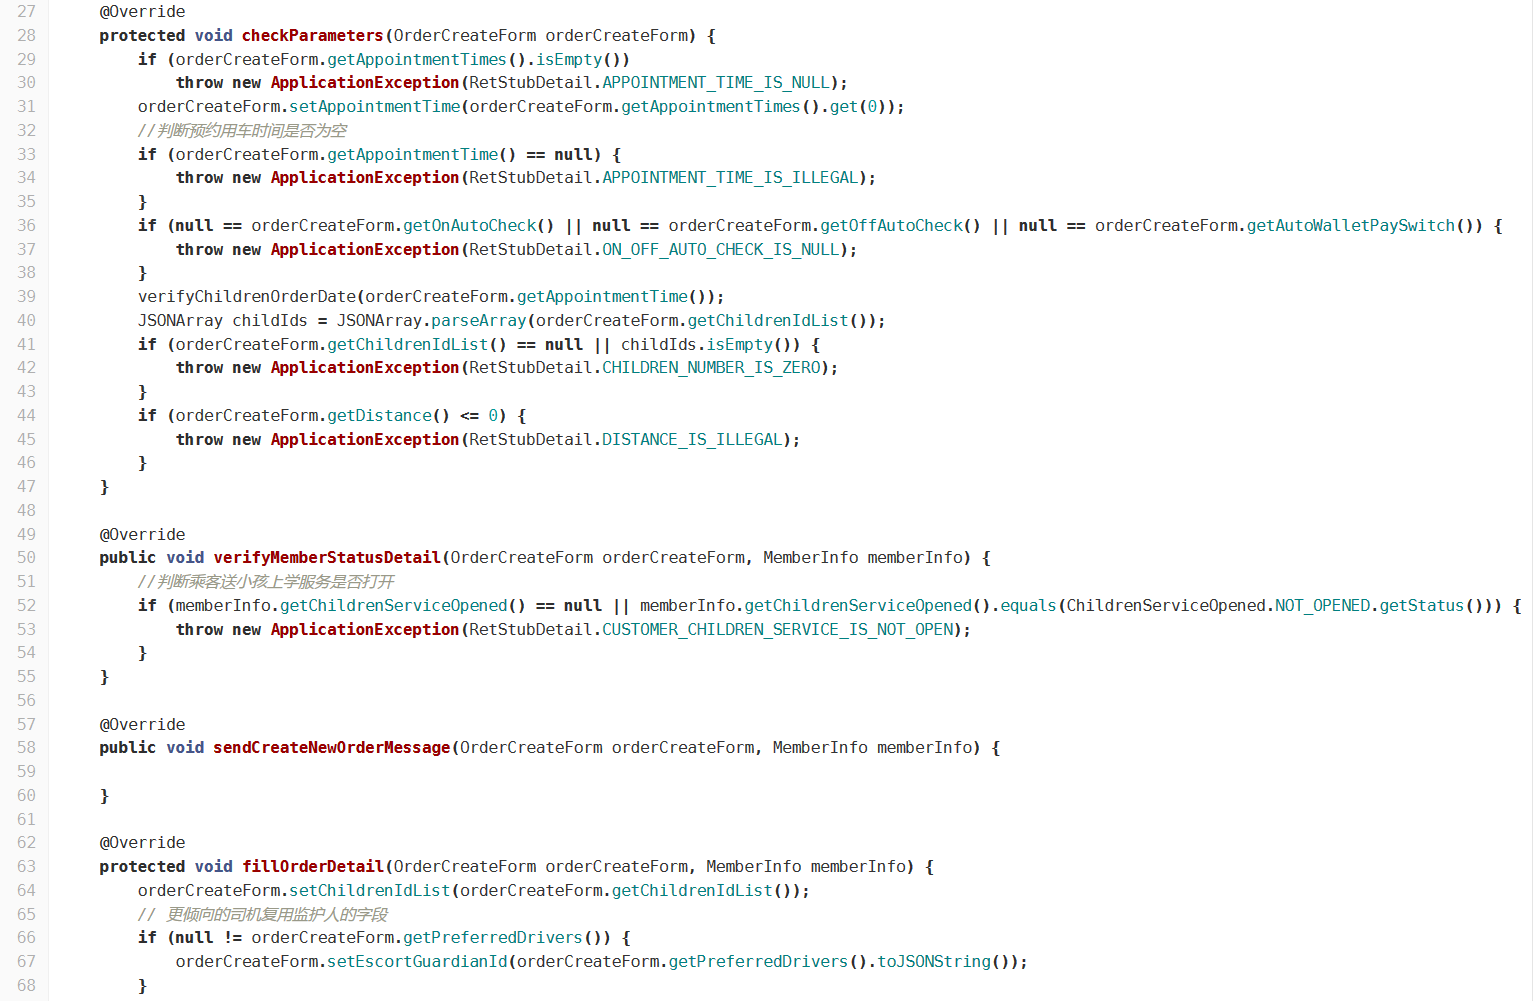 27 @Override
28 protected void checkParameters(OrderCreateForm orderCreateForm) {
29 if (orderCreateForm.getAppointmentTimes().isEmpty())
30 throw new ApplicationException(RetStubDetail.APPOINTMENT_TIME_IS_NULL);
31 orderCreateForm.setAppointmentTime(orderCreateForm.getAppointmentTimes().get(0));
32 //判断预约用车时间是否为空
33 if (orderCreateForm.getAppointmentTime() == null) {
34 throw new ApplicationException(RetStubDetail.APPOINTMENT_TIME_IS_ILLEGAL);
35 }
36 if (null == orderCreateForm.getOnAutoCheck() || null == orderCreateForm.getOffAutoCheck() || null == orderCreateForm.getAutoWalletPaySwitch()) {
37 throw new ApplicationException(RetStubDetail.ON_OFF_AUTO_CHECK_IS_NULL);
38 }
39 verifyChildrenOrderDate(orderCreateForm.getAppointmentTime());
40 JSONArray childIds = JSONArray.parseArray(orderCreateForm.getChildrenIdList());
41 if (orderCreateForm.getChildrenIdList() == null || childIds.isEmpty()) {
42 throw new ApplicationException(RetStubDetail.CHILDREN_NUMBER_IS_ZERO);
43 }
44 if (orderCreateForm.getDistance() <= 0) {
45 throw new ApplicationException(RetStubDetail.DISTANCE_IS_ILLEGAL);
46 }
47 }
48
49 @Override
50 public void verifyMemberStatusDetail(OrderCreateForm orderCreateForm, MemberInfo memberInfo) {
51 //判断乘客送小孩上学服务是否打开
52 if (memberInfo.getChildrenServiceOpened() == null || memberInfo.getChildrenServiceOpened().equals(ChildrenServiceOpened.NOT_OPENED.getStatus())) {
53 throw new ApplicationException(RetStubDetail.CUSTOMER_CHILDREN_SERVICE_IS_NOT_OPEN);
54 }
55 }
56
57 @Override
58 public void sendCreateNewOrderMessage(OrderCreateForm orderCreateForm, MemberInfo memberInfo) {
59
60 }
61
62 @Override
63 protected void fillOrderDetail(OrderCreateForm orderCreateForm, MemberInfo memberInfo) {
64 orderCreateForm.setChildrenIdList(orderCreateForm.getChildrenIdList());
65 // 更倾向的司机复用监护人的字段
66 if (null != orderCreateForm.getPreferredDrivers()) {
67 orderCreateForm.setEscortGuardianId(orderCreateForm.getPreferredDrivers().toJSONString());
68 }